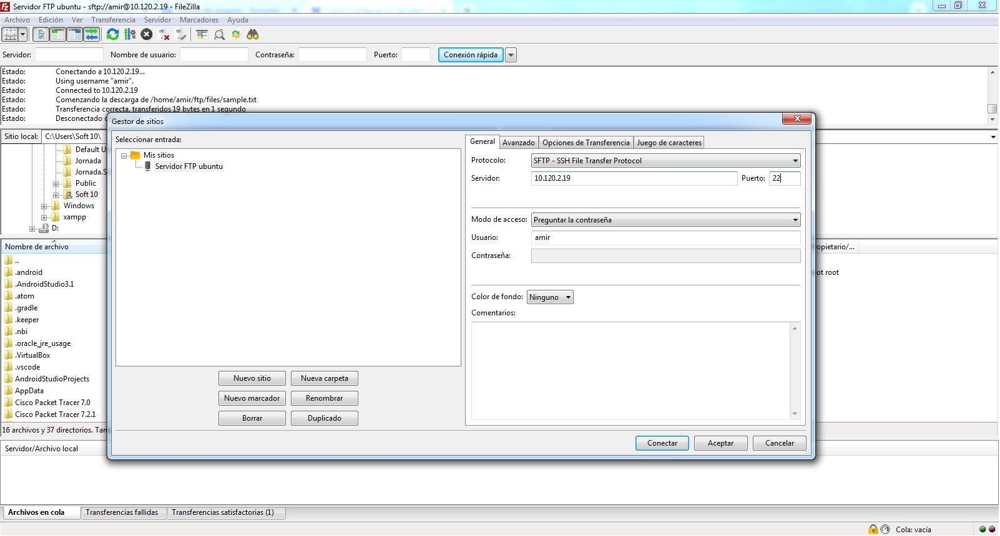 Servidor FTP ubuntu - sftp://amir@10.120.2.19 - FileZilla
Archivo Edición Ver Transferencia Servidor Marcadores Ayuda
Servidor: Nombre de usuario: Contraseña: Puerto: Conexión rápida
Estado: Conectando a 10.120.2.19...
Estado: Using username "amir".
Estado: Connected to 10.120.2.19
Estado: Comenzando la descarga de /home/amir/ftp/files/sample.txt
Estado: Transferencia correcta, transferidos 19 bytes en 1 segundo
Estado: Desconectado
Sitio local: C:\Users\Soft 10\
Default U
Jornada
Jornada.S
Public
Soft 10
Windows
xampp
D:
Nombre de archivo
..
.android
.AndroidStudio3.1
.atom
.gradle
.keeper
.nbi
.oracle_jre_usage
.VirtualBox
.vscode
AndroidStudioProjects
AppData
Cisco Packet Tracer 7.0
Cisco Packet Tracer 7.2.1
16 archivos y 37 directorios. Tan
Servidor/Archivo local
Gestor de sitios
Seleccionar entrada:
Mis sitios
Servidor FTP ubuntu
Nuevo sitio Nueva carpeta
Nuevo marcador Renombrar
Borrar Duplicado
General Avanzado Opciones de Transferencia Juego de caracteres
Protocolo: SFTP - SSH File Transfer Protocol
Servidor: 10.120.2.19 Puerto: 22
Modo de acceso: Preguntar la contraseña
Usuario: amir
Contraseña:
Color de fondo: Ninguno
Comentarios:
Conectar Aceptar Cancelar
opietario/...
ot root
Archivos en cola Transferencias fallidas Transferencias satisfactorias (1)
Cola: vacía